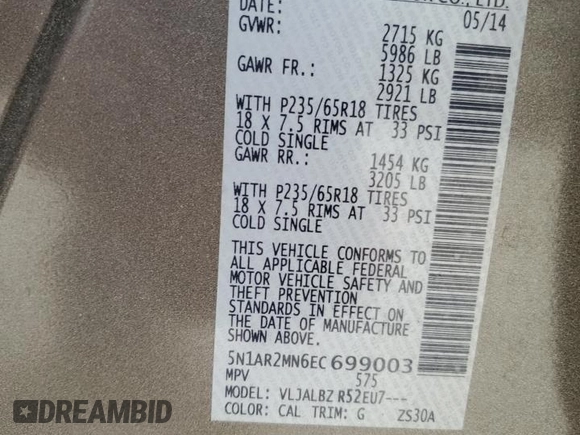 CO., LTD.
DATE: 05/14
GVWR: 2715 KG
5986 LB
GAWR FR.: 1325 KG
2921 LB
WITH P235/65R18 TIRES
18 X 7.5 RIMS AT 33 PSI
COLD SINGLE
GAWR RR.: 1454 KG
3205 LB
WITH P235/65R18 TIRES
18 X 7.5 RIMS AT 33 PSI
COLD SINGLE
THIS VEHICLE CONFORMS TO
ALL APPLICABLE FEDERAL
MOTOR VEHICLE SAFETY AND
THEFT PREVENTION
STANDARDS IN EFFECT ON
THE DATE OF MANUFACTURE
SHOWN ABOVE.
5N1AR2MN6EC699003
MPV 575
MODEL: VLJALBZ R52EU7---
COLOR: CAL TRIM: G ZS30A
DREAMBID